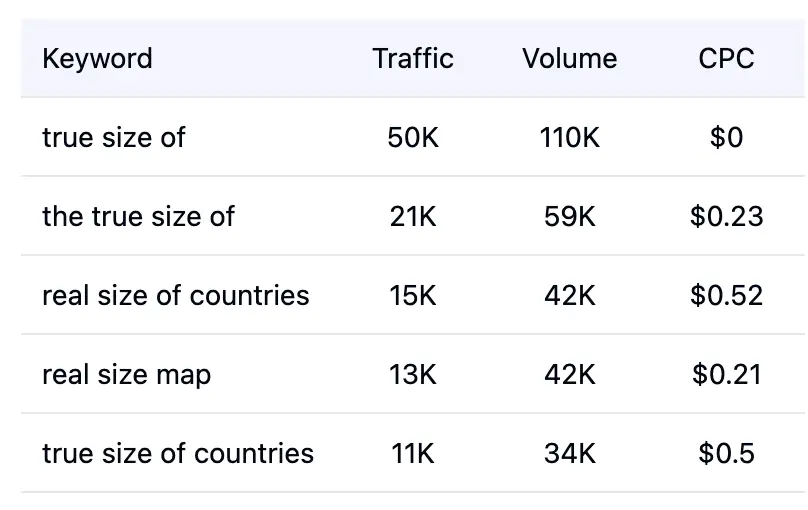 Keyword Traffic Volume CPC
true size of 50K 110K $0
the true size of 21K 59K $0.23
real size of countries 15K 42K $0.52
real size map 13K 42K $0.21
true size of countries 11K 34K $0.5